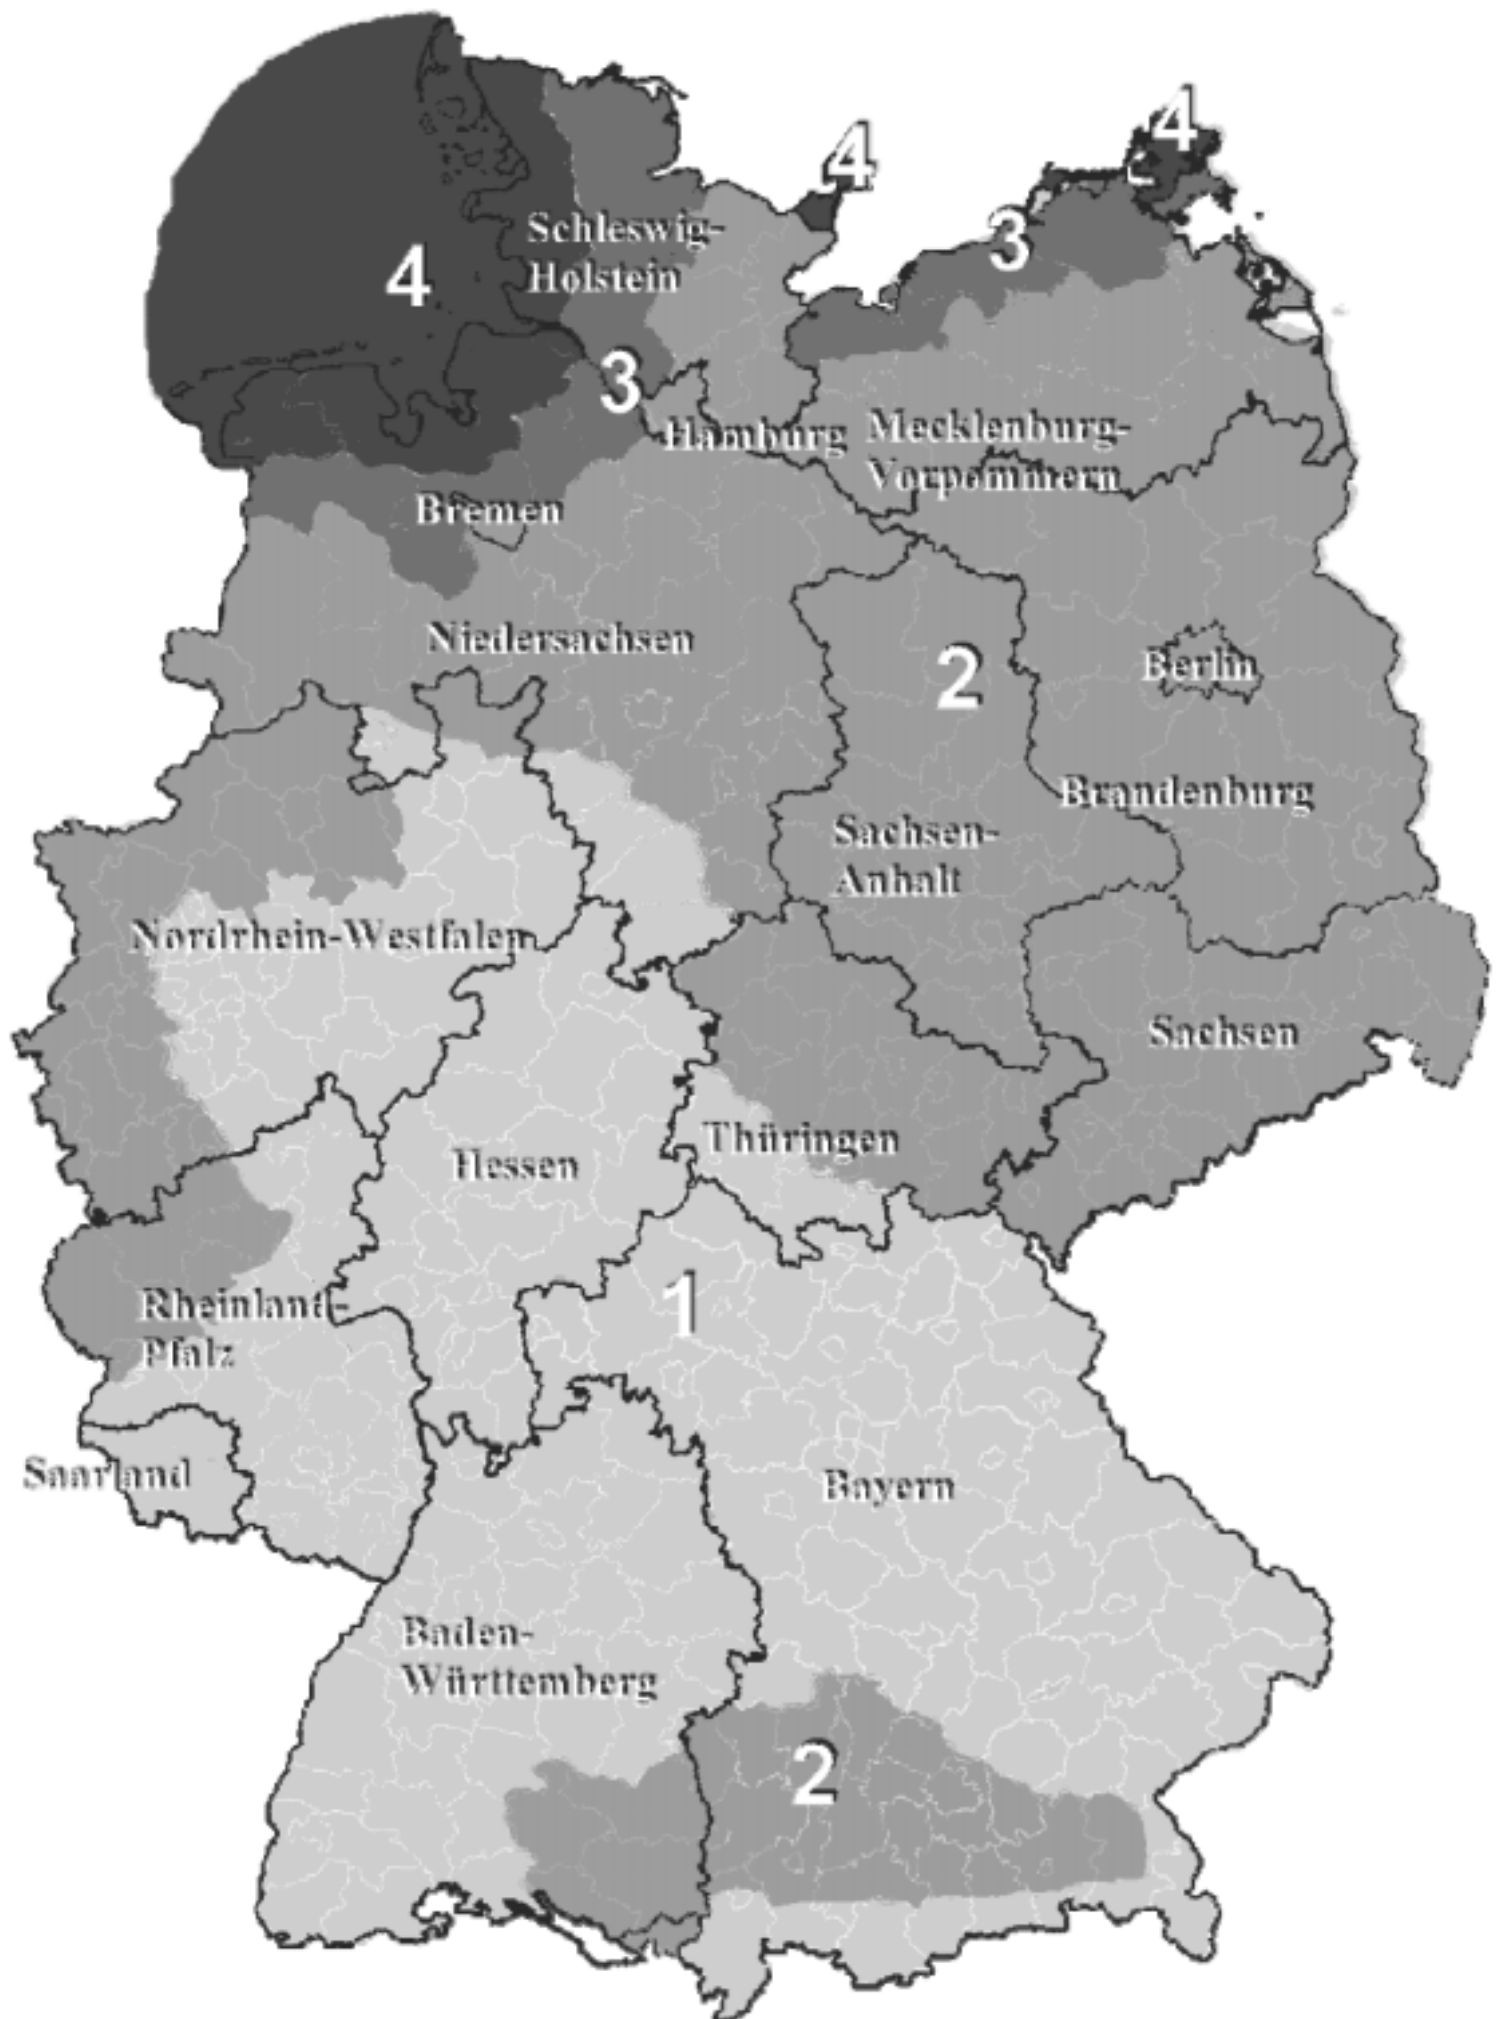 4
4
4
3
Schleswig-
Holstein
3
Hamburg
Mecklenburg-
Vorpommern
Bremen
Niedersachsen
2
Berlin
Brandenburg
Sachsen-
Anhalt
Nordrhein-Westfalen
Sachsen
Thüringen
Hessen
1
Rheinland-
Pfalz
Saarland
Bayern
Baden-
Württemberg
2